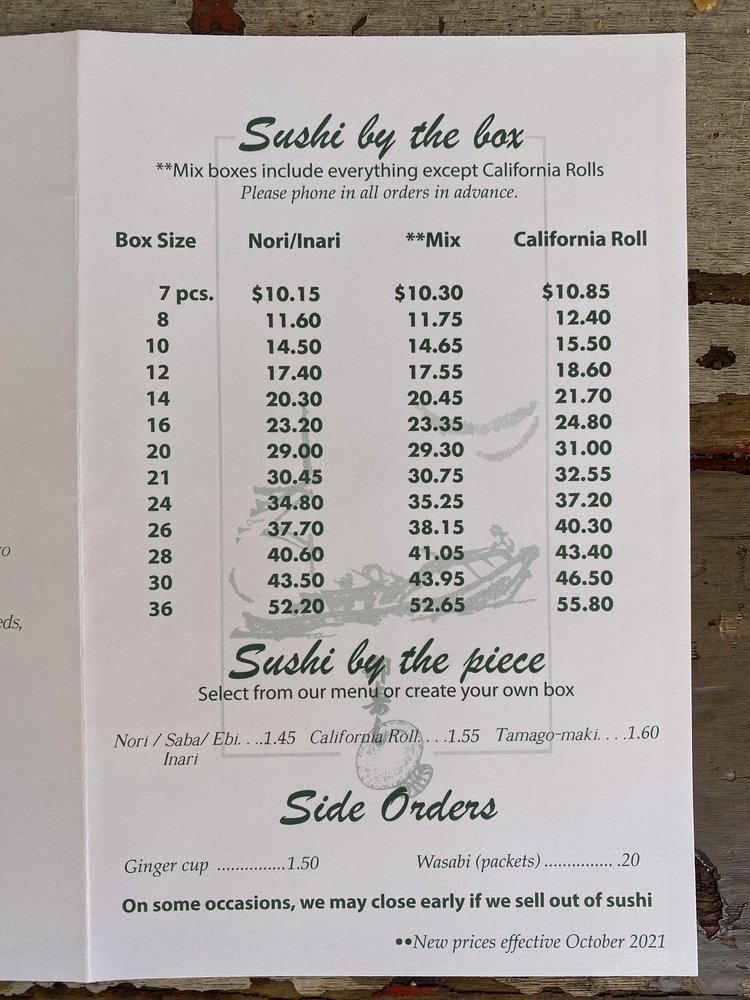 Sushi by the box
**Mix boxes include everything except California Rolls
Please phone in all orders in advance.
Box Size Nori/Inari **Mix California Roll
7 pcs. $10.15 $10.30 $10.85
8 11.60 11.75 12.40
10 14.50 14.65 15.50
12 17.40 17.55 18.60
14 20.30 20.45 21.70
16 23.20 23.35 24.80
20 29.00 29.30 31.00
21 30.45 30.75 32.55
24 34.80 35.25 37.20
26 37.70 38.15 40.30
28 40.60 41.05 43.40
30 43.50 43.95 46.50
36 52.20 52.65 55.80
Sushi by the piece
Select from our menu or create your own box
Nori / Saba/ Ebi. . ..1.45 California Roll. . . .1.55 Tamago-maki. . . .1.60
Inari
Side Orders
Ginger cup ...............1.50 Wasabi (packets) ............... .20
On some occasions, we may close early if we sell out of sushi
••New prices effective October 2021